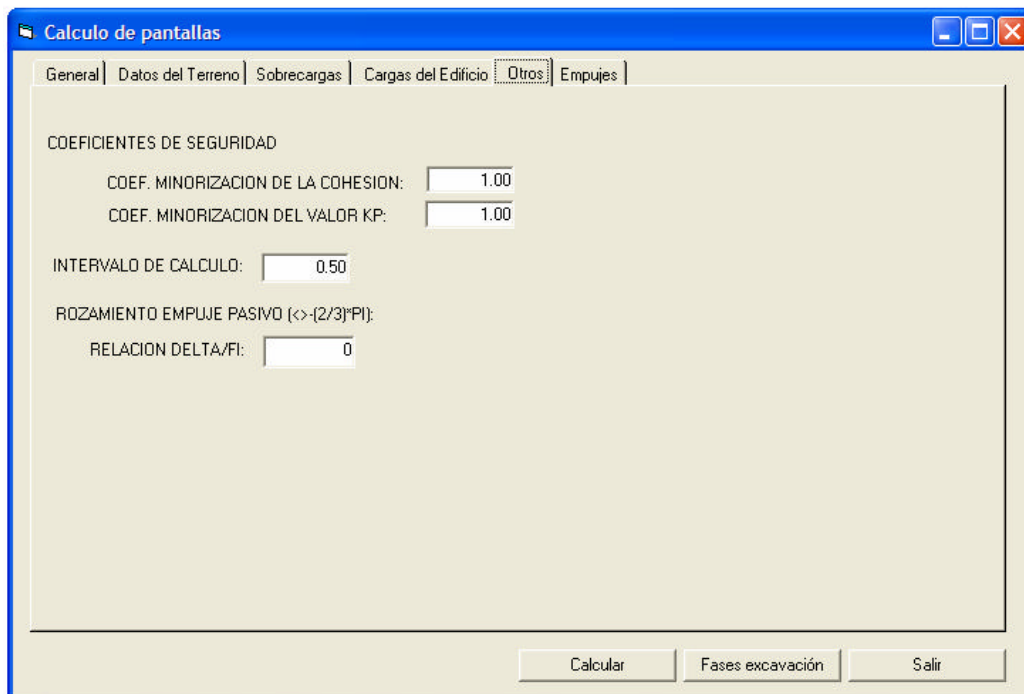 Calculo de pantallas
General Datos del Terreno Sobrecargas Cargas del Edificio Otros Empujes
COEFICIENTES DE SEGURIDAD
COEF. MINORIZACION DE LA COHESION: 1.00
COEF. MINORIZACION DEL VALOR KP: 1.00
INTERVALO DE CALCULO: 0.50
ROZAMIENTO EMPUJE PASIVO (<>-(2/3)*PI):
RELACION DELTA/FI: 0
Calcular Fases excavación Salir